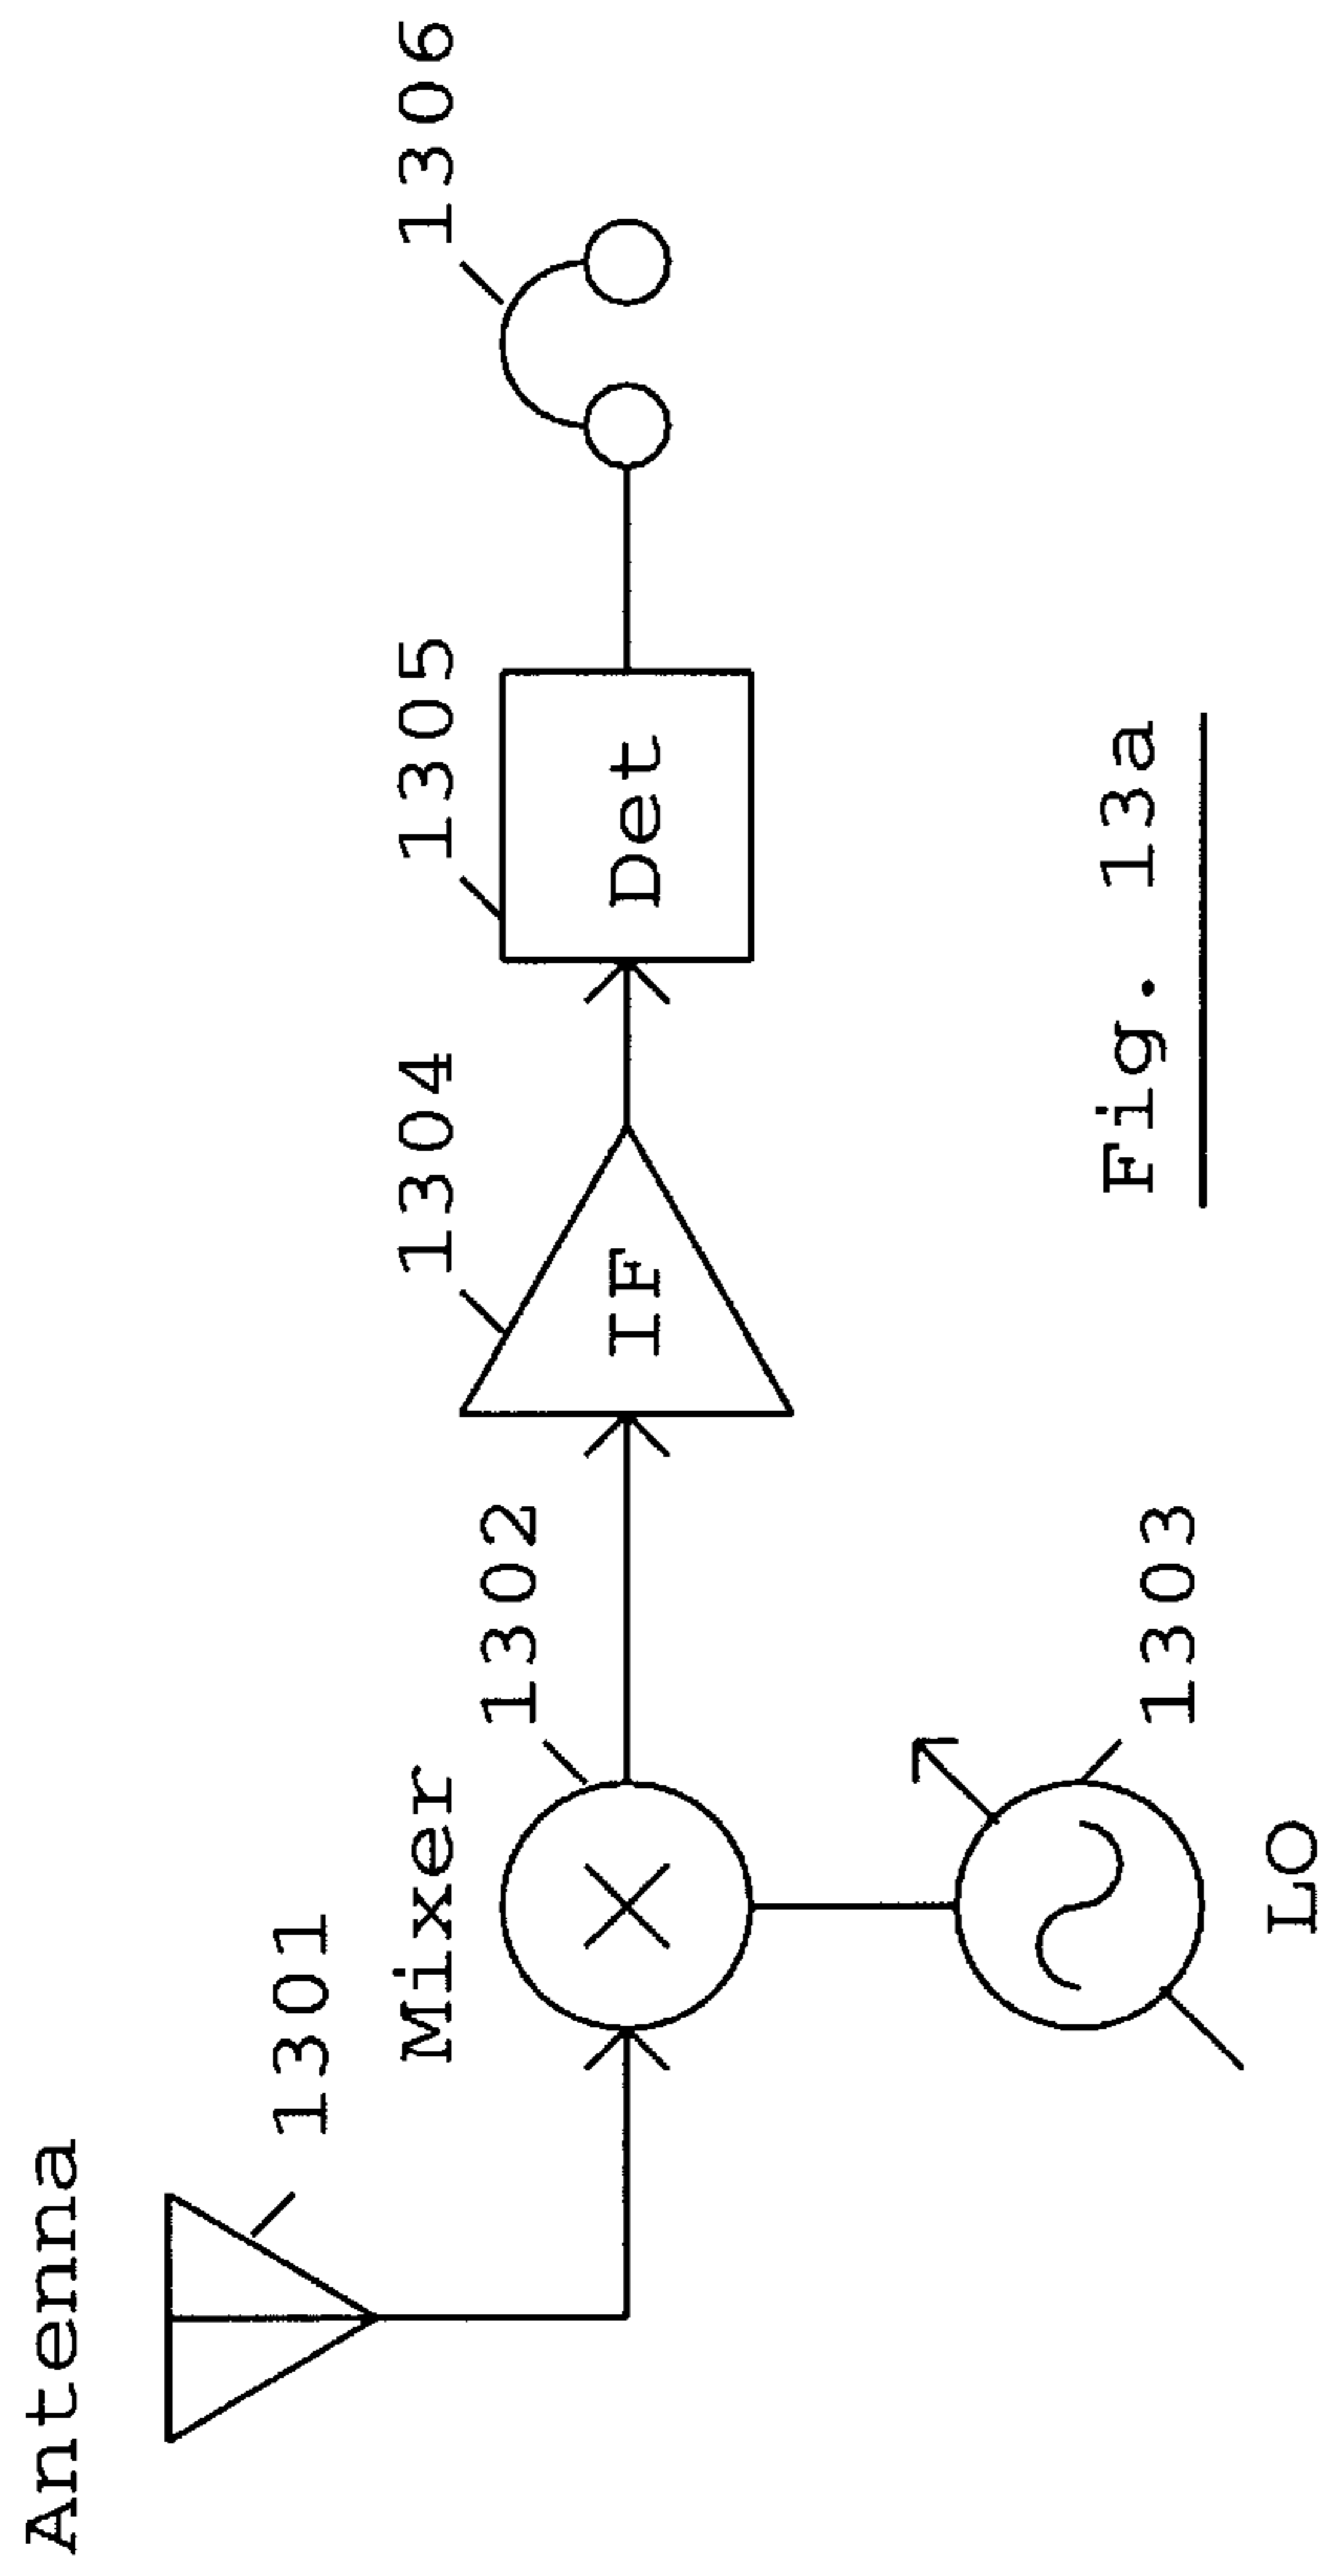 Antenna
1301
Mixer
1302
1304
1305
1306
IF
Det
1303
LO
Fig. 13a